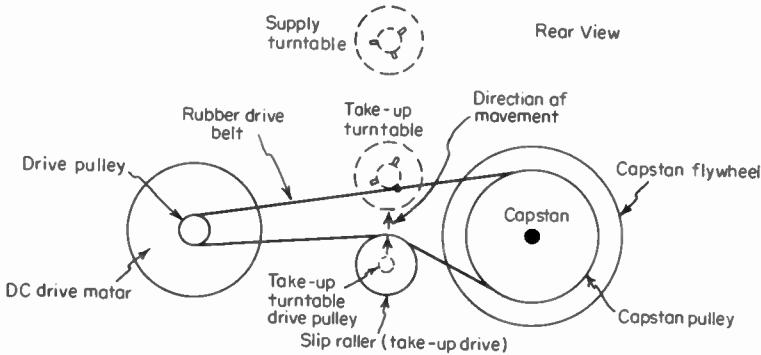 Supply
turntable
Rear View
Rubber drive
belt
Take-up
turntable
Direction of
movement
Drive pulley
Capstan flywheel
Capstan
DC drive motor
Take-up
turntable
drive pulley
Slip roller (take-up drive)
Capstan pulley